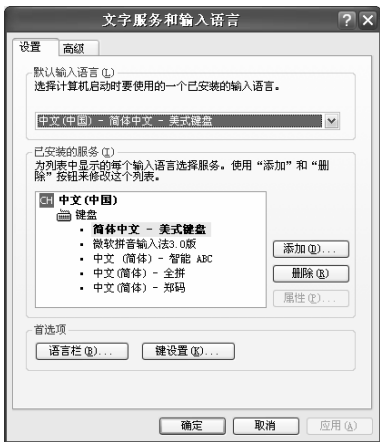 文字服务和输入语言
设置 高级
默认输入语言(L)
选择计算机启动时要使用的一个已安装的输入语言。
中文(中国) - 简体中文 - 美式键盘
已安装的服务(I)
为列表中显示的每个输入语言选择服务。使用“添加”和“删
除”按钮来修改这个列表。
CH 中文(中国)
键盘
• 简体中文 - 美式键盘
• 微软拼音输入法3.0版
• 中文 (简体) - 智能 ABC
• 中文(简体) - 全拼
• 中文(简体) - 郑码
添加(D)...
删除(R)
属性(P)...
首选项
语言栏(B)... 键设置(K)...
确定 取消 应用(A)